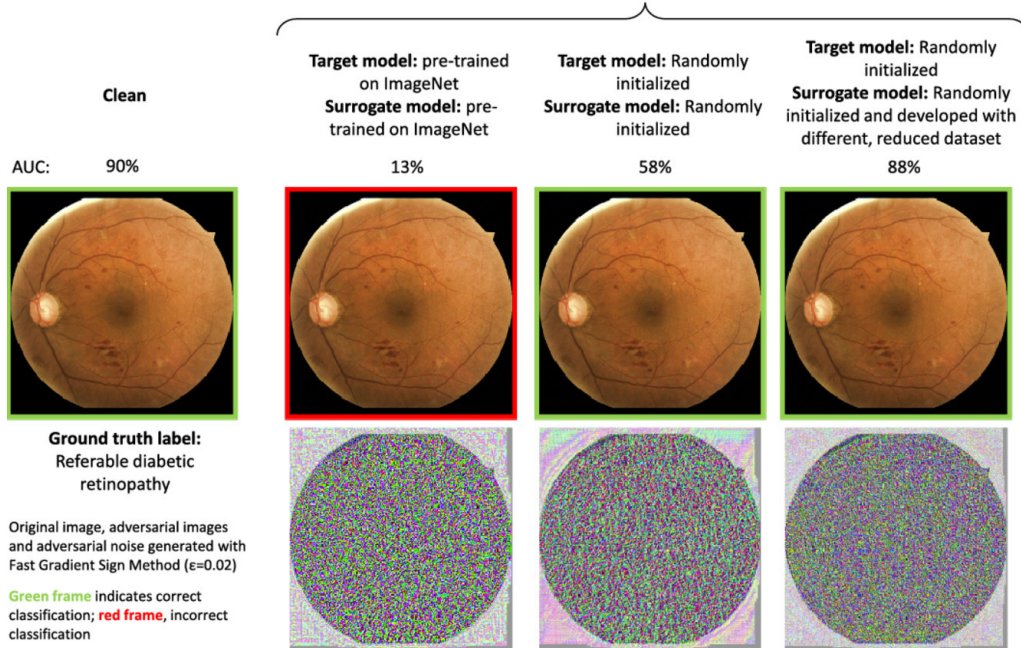 Clean
Target model: pre-trained
on ImageNet
Surrogate model: pre-
trained on ImageNet
Target model: Randomly
initialized
Surrogate model: Randomly
initialized
Target model: Randomly
initialized
Surrogate model: Randomly
initialized and developed with
different, reduced dataset
AUC: 90% 13% 58% 88%
Ground truth label:
Referable diabetic
retinopathy
Original image, adversarial images
and adversarial noise generated with
Fast Gradient Sign Method (ε=0.02)
Green frame indicates correct
classification; red frame, incorrect
classification